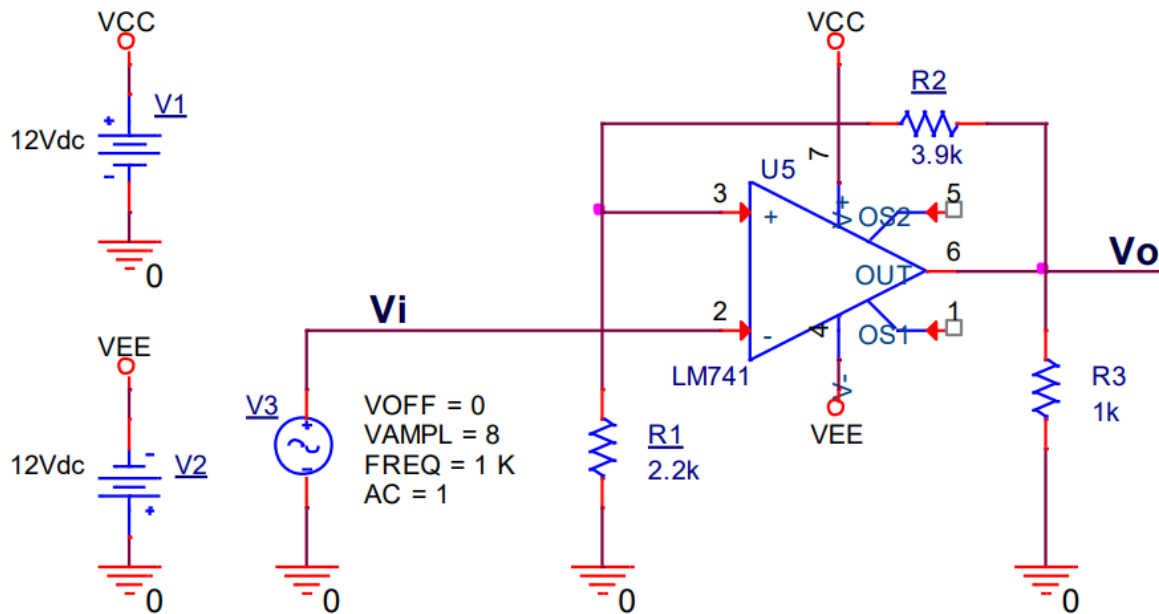 VCC
V1
+
12Vdc
-
0
VEE
-
V2
12Vdc
+
0
Vi
V3
+
-
VOFF = 0
VAMPL = 8
FREQ = 1 K
AC = 1
0
R1
2.2k
0
VCC
R2
3.9k
7
U5
3
+
V+
OS2
5
OUT
6
Vo
2
-
4
OS1
1
LM741
V-
VEE
R3
1k
0